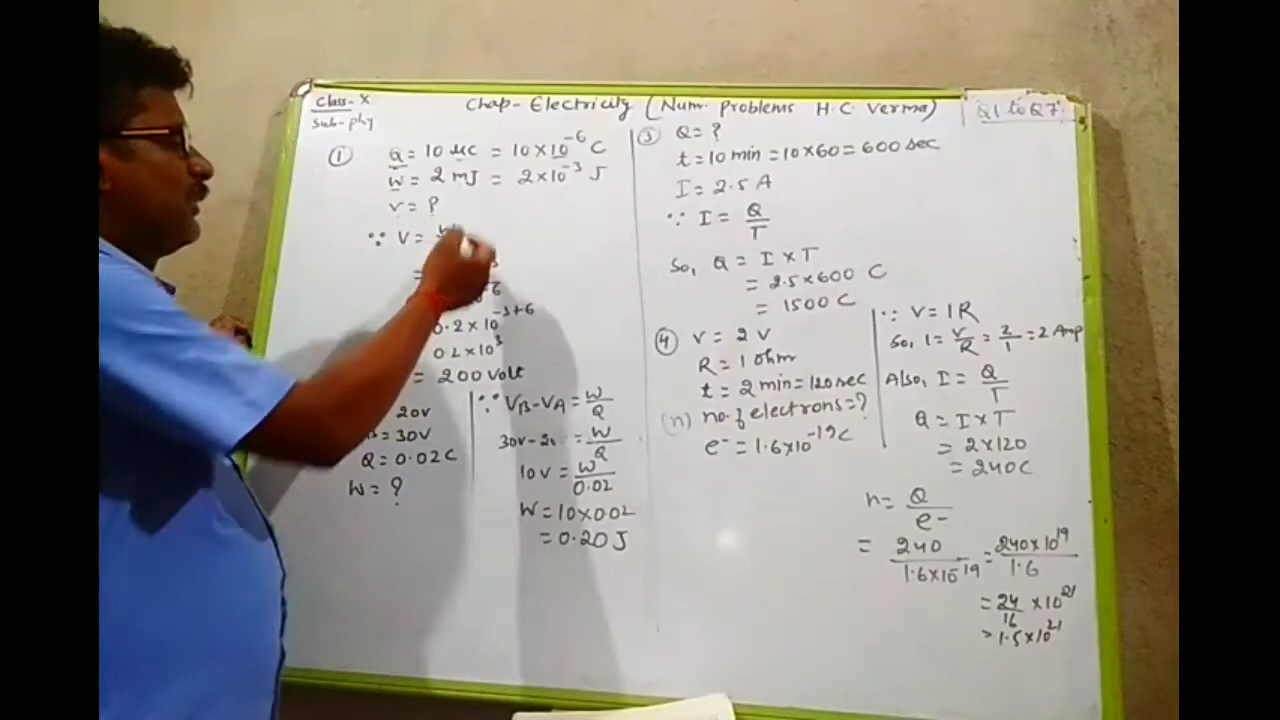 Class- X
Sub- phy
Chap- Electricity (Num. Problems H.C Verma)
Q1 to Q7
① Q = 10 μC = 10×10⁻⁶ C
W = 2 mJ = 2×10⁻³ J
V = ?
∵ V =
=
0.2×10⁻³⁺⁶
0.2×10³
= 200 Volt
20V
= 30V
Q = 0.02C
W = ?
∵ VB-VA = W/Q
30V-20 = W/Q
10V = W/0.02
W = 10×0.02
= 0.20 J
③ Q = ?
t = 10 min = 10×60 = 600 sec
I = 2.5 A
∵ I = Q/T
So, Q = I × T
= 2.5×600 C
= 1500 C
④ V = 2 V
R = 1 ohm
t = 2 min = 120 sec
(n) no. of electrons = ?
e⁻ = 1.6×10⁻¹⁹C
∵ V = IR
So, I = V/R = 2/1 = 2 Amp
Also, I = Q/T
Q = I × T
= 2×120
= 240C
n = Q/e⁻
= 240/1.6×10⁻¹⁹ = 240×10¹⁹/1.6
= 24/16 ×10²¹
= 1.5×10²¹